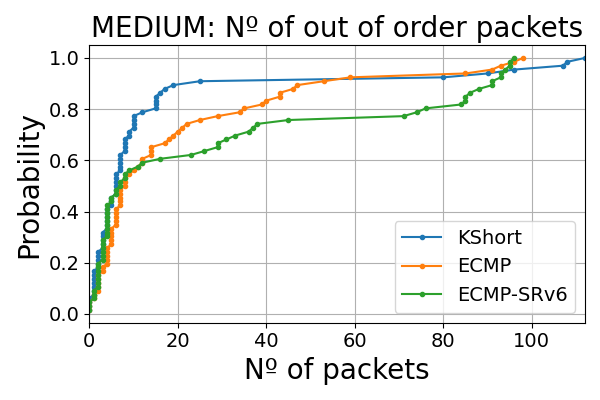 MEDIUM: Nº of out of order packets
Probability
1.0
0.8
0.6
0.4
0.2
0.0
KShort
ECMP
ECMP-SRv6
0 20 40 60 80 100
Nº of packets